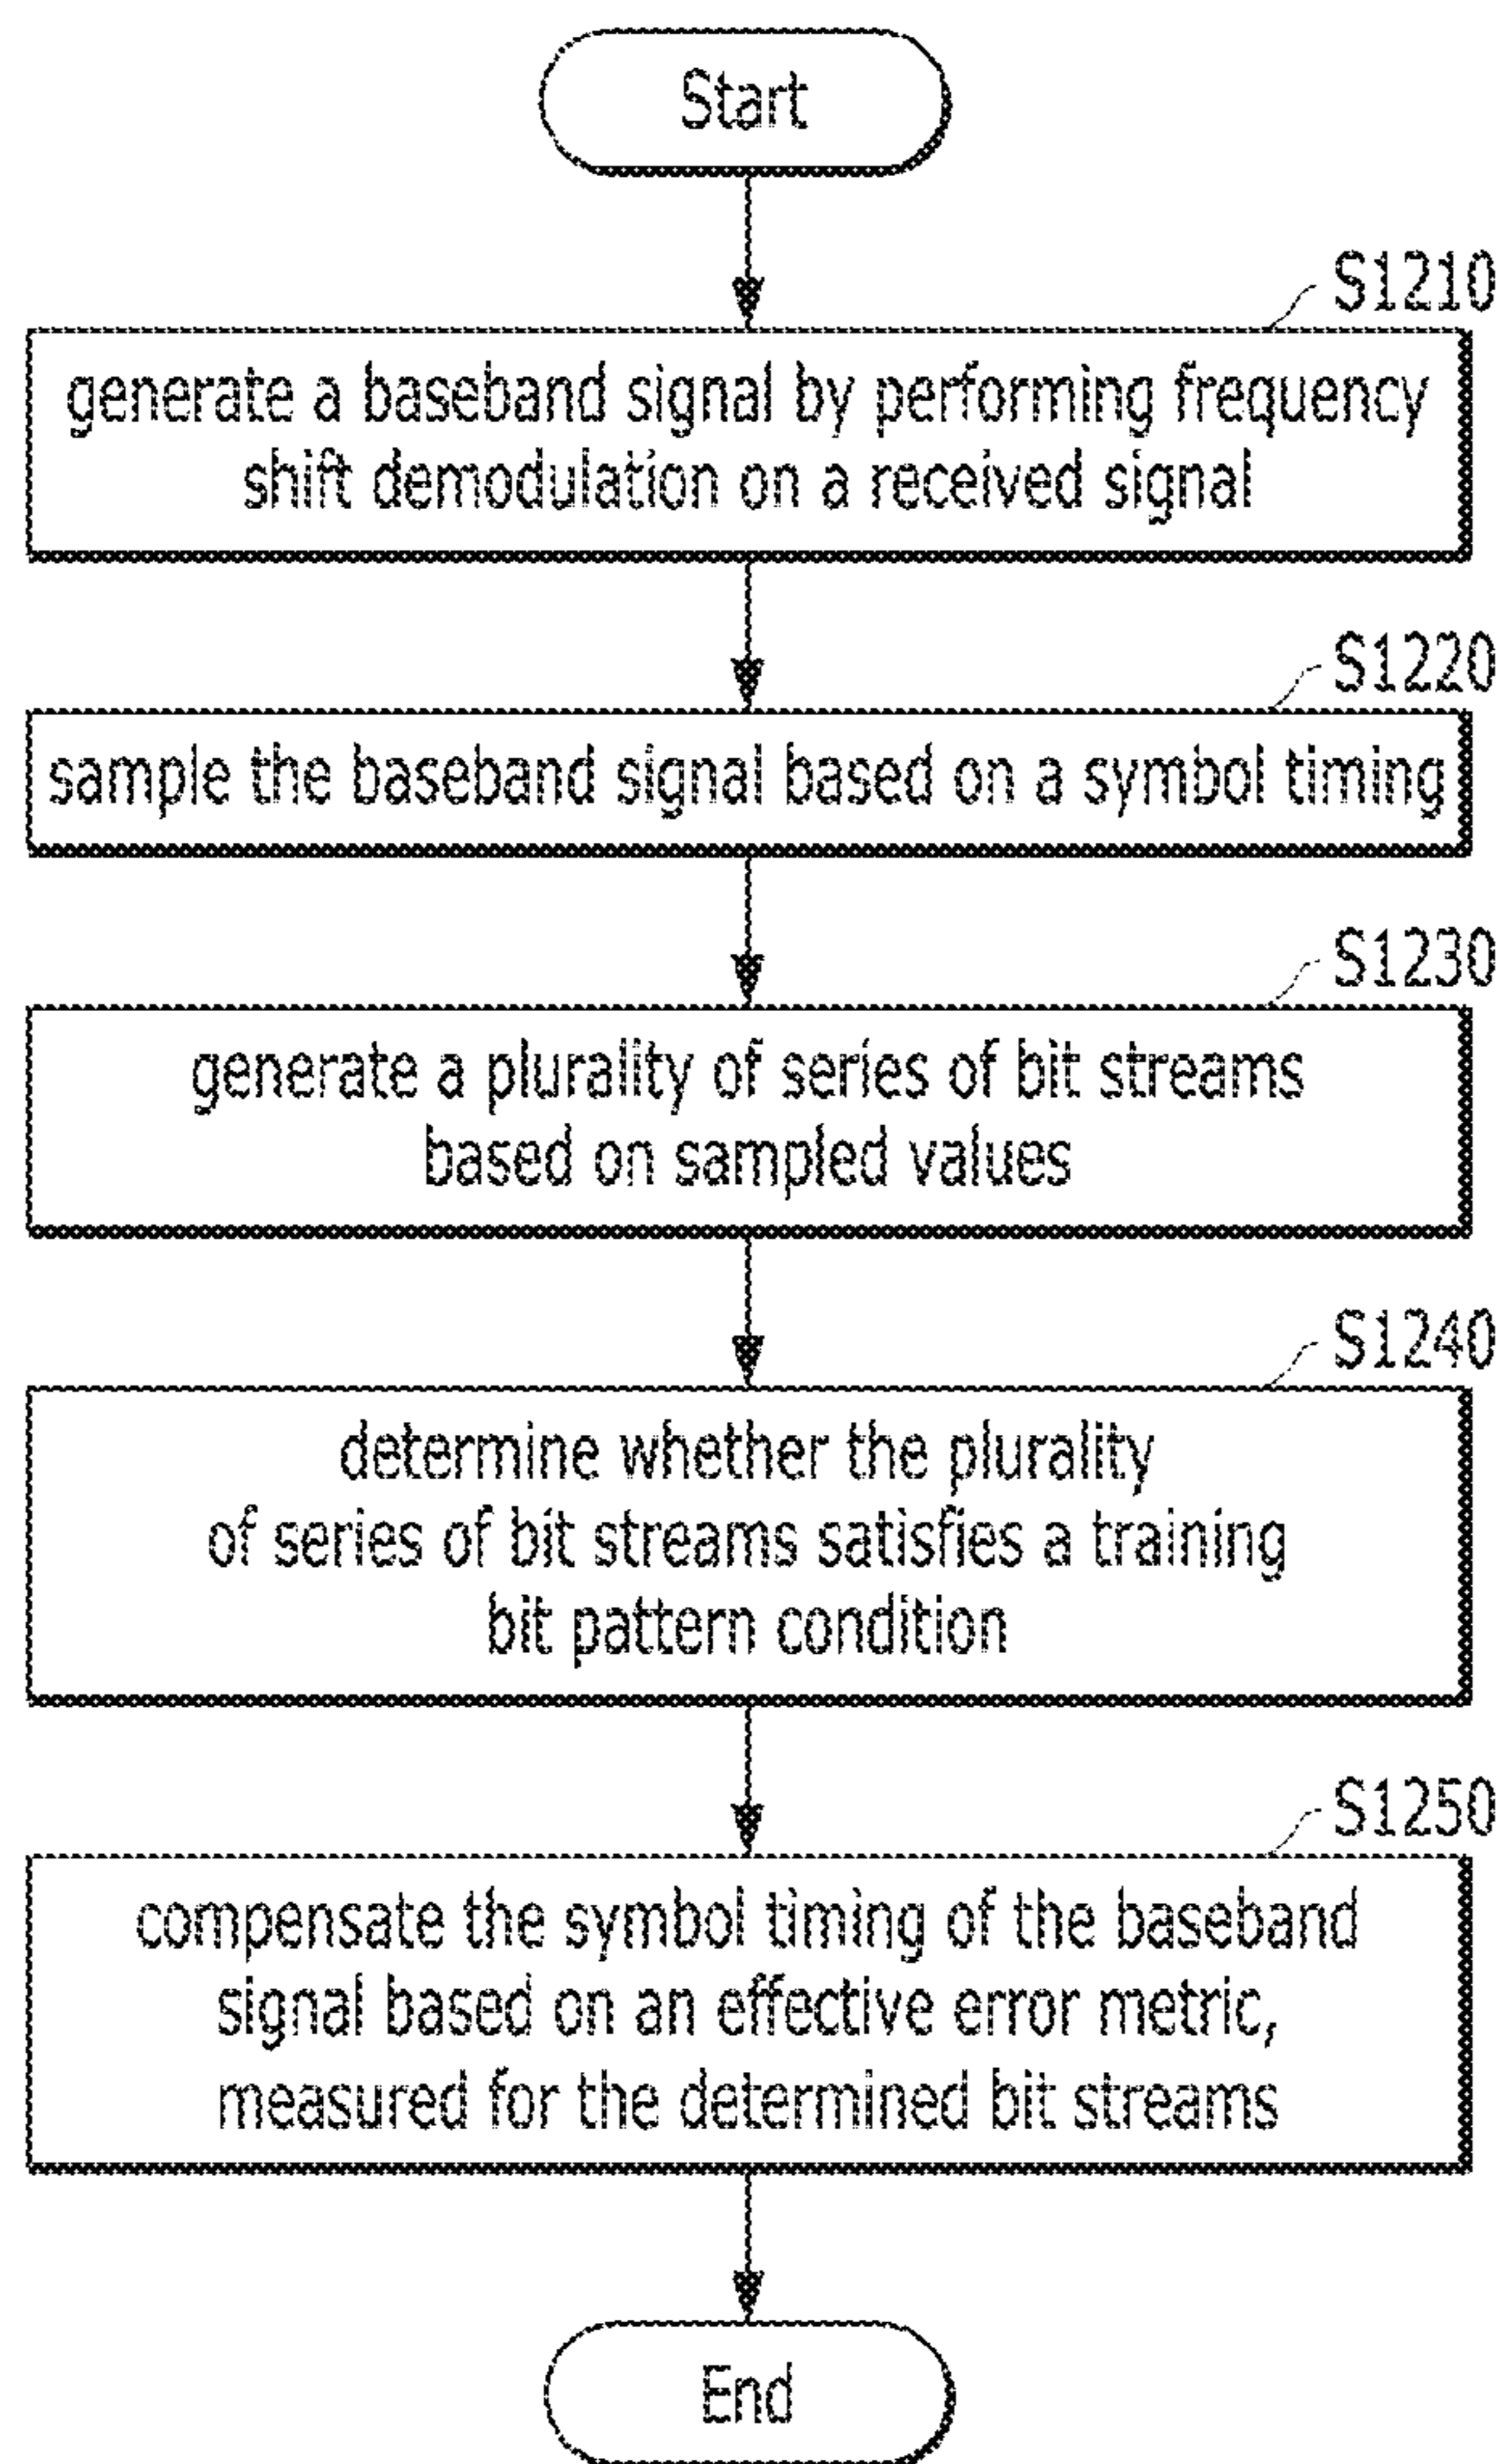 Start
S1210
generate a baseband signal by performing frequency
shift demodulation on a received signal
S1220
sample the baseband signal based on a symbol timing
S1230
generate a plurality of series of bit streams
based on sampled values
S1240
determine whether the plurality
of series of bit streams satisfies a training
bit pattern condition
S1250
compensate the symbol timing of the baseband
signal based on an effective error metric,
measured for the determined bit streams
End